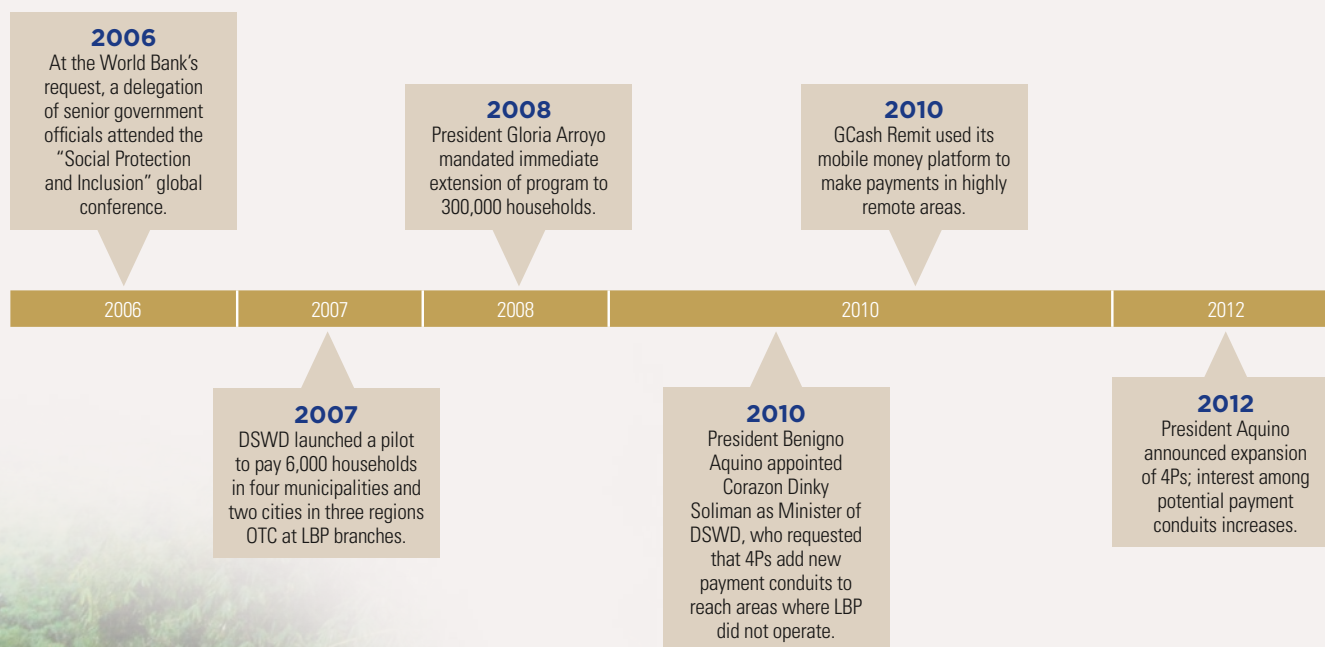 2006
At the World Bank’s
request, a delegation
of senior government
officials attended the
“Social Protection
and Inclusion” global
conference.
2008
President Gloria Arroyo
mandated immediate
extension of program to
300,000 households.
2010
GCash Remit used its
mobile money platform to
make payments in highly
remote areas.
2006
2007
2008
2010
2012
2007
DSWD launched a pilot
to pay 6,000 households
in four municipalities and
two cities in three regions
OTC at LBP branches.
2010
President Benigno
Aquino appointed
Corazon Dinky
Soliman as Minister of
DSWD, who requested
that 4Ps add new
payment conduits to
reach areas where LBP
did not operate.
2012
President Aquino
announced expansion
of 4Ps; interest among
potential payment
conduits increases.